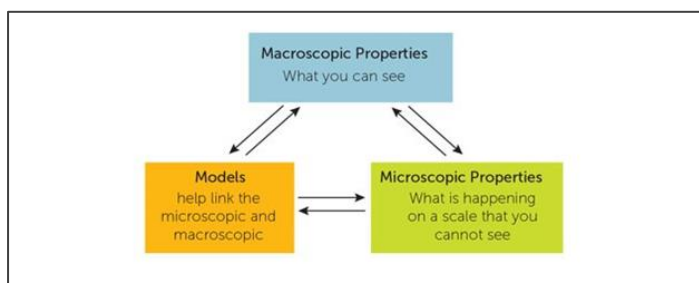 Macroscopic Properties
What you can see
Models
help link the
microscopic and
macroscopic
Microscopic Properties
What is happening
on a scale that you
cannot see